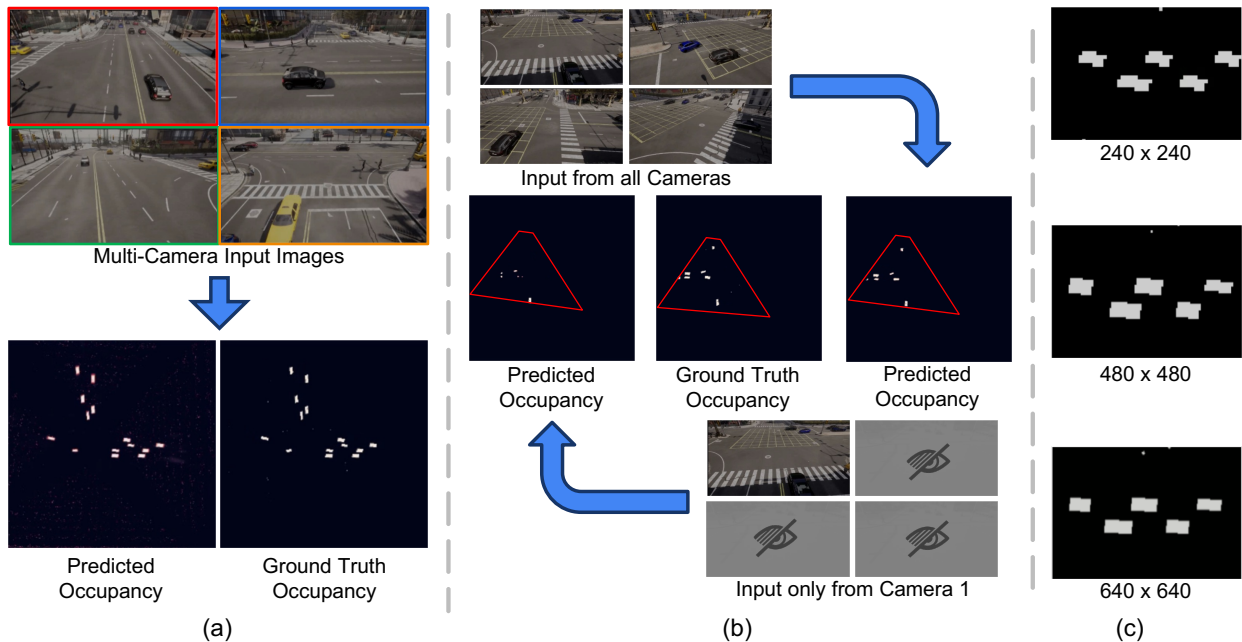 Multi-Camera Input Images
Predicted
Occupancy
Ground Truth
Occupancy
(a)
Input from all Cameras
Predicted
Occupancy
Ground Truth
Occupancy
Predicted
Occupancy
Input only from Camera 1
(b)
240 x 240
480 x 480
640 x 640
(c)